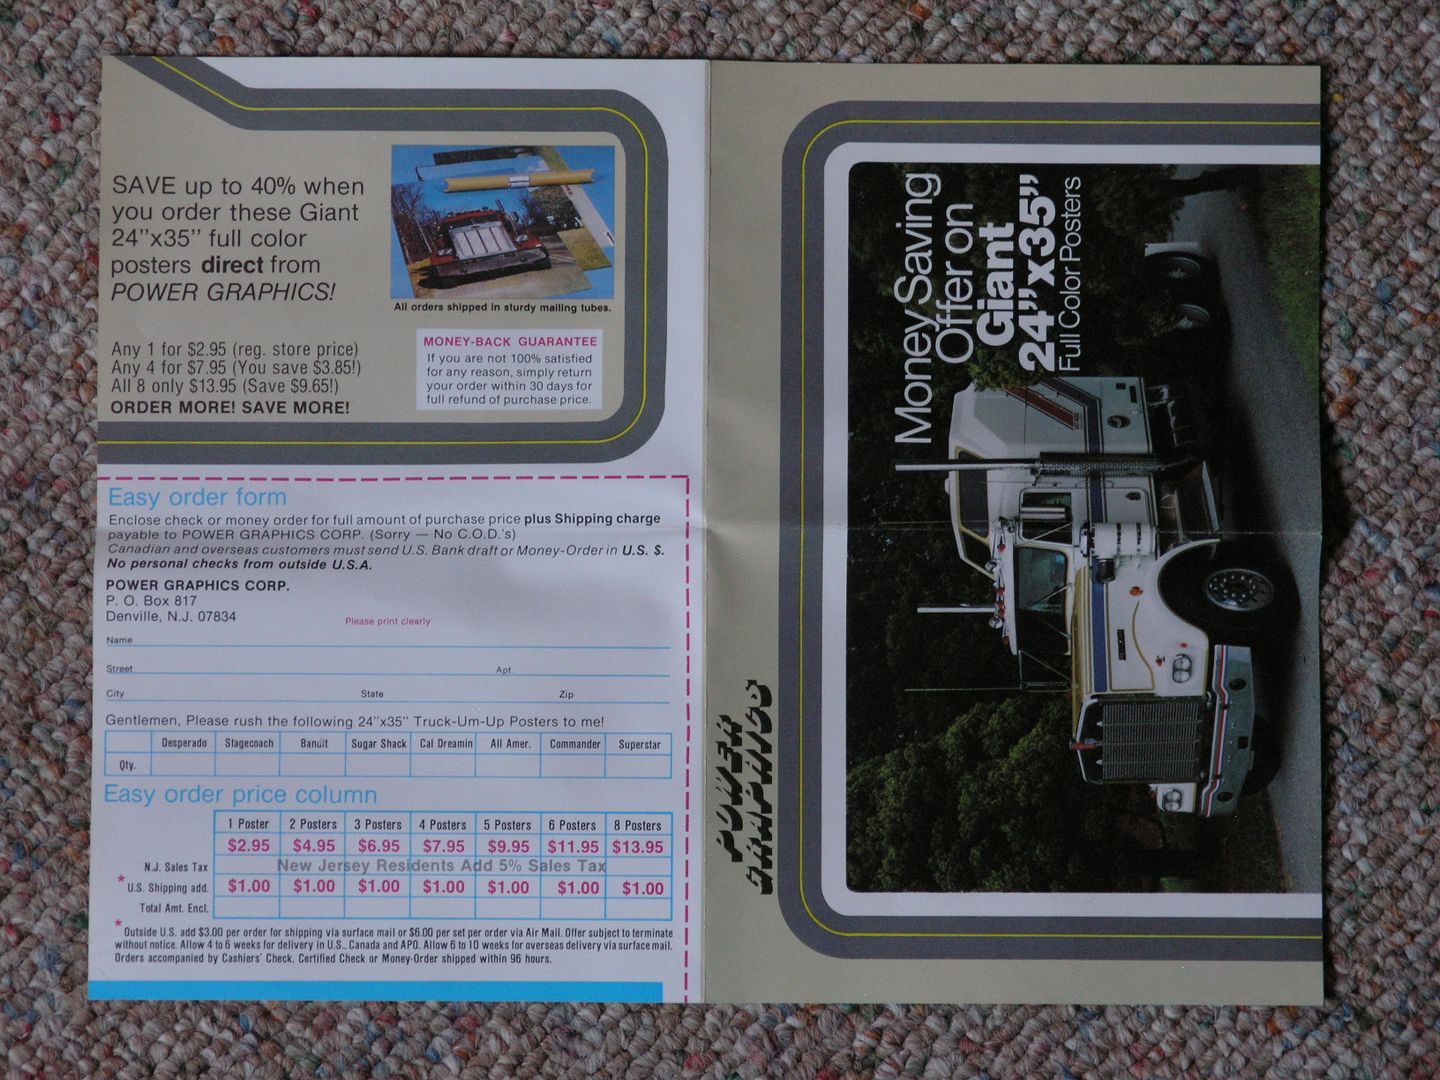 SAVE up to 40% when
you order these Giant
24"x35" full color
posters direct from
POWER GRAPHICS!
Any 1 for $2.95 (reg. store price)
Any 4 for $7.95 (You save $3.85!)
All 8 only $13.95 (Save $9.65!)
ORDER MORE! SAVE MORE!
All orders shipped in sturdy mailing tubes.
MONEY-BACK GUARANTEE
If you are not 100% satisfied
for any reason, simply return
your order within 30 days for
full refund of purchase price.
Easy order form
Enclose check or money order for full amount of purchase price plus Shipping charge
payable to POWER GRAPHICS CORP. (Sorry — No C.O.D.'s)
Canadian and overseas customers must send U.S. Bank draft or Money-Order in U.S. $.
No personal checks from outside U.S.A.
POWER GRAPHICS CORP.
P. O. Box 817
Denville, N.J. 07834
Please print clearly
Name
Street Apt.
City State Zip
Gentlemen, Please rush the following 24"x35" Truck-Um-Up Posters to me!
Desperado Stagecoach Bandit Sugar Shack Cal Dreamin All Amer. Commander Superstar
Qty.
Easy order price column
1 Poster 2 Posters 3 Posters 4 Posters 5 Posters 6 Posters 8 Posters
$2.95 $4.95 $6.95 $7.95 $9.95 $11.95 $13.95
N.J. Sales Tax New Jersey Residents Add 5% Sales Tax
* U.S. Shipping add. $1.00 $1.00 $1.00 $1.00 $1.00 $1.00 $1.00
Total Amt. Encl.
* Outside U.S. add $3.00 per order for shipping via surface mail or $6.00 per set per order via Air Mail. Offer subject to terminate
without notice. Allow 4 to 6 weeks for delivery in U.S., Canada and APO. Allow 6 to 10 weeks for overseas delivery via surface mail.
Orders accompanied by Cashiers' Check, Certified Check or Money-Order shipped within 96 hours.
POWER
GRAPHICS
Money Saving
Offer on
Giant
24"x35"
Full Color Posters